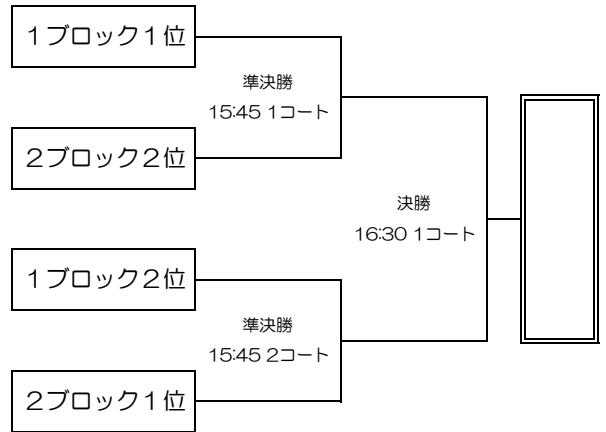 １ブロック１位
準決勝
15:45 1コート
２ブロック２位
決勝
16:30 1コート
１ブロック２位
準決勝
15:45 2コート
２ブロック１位